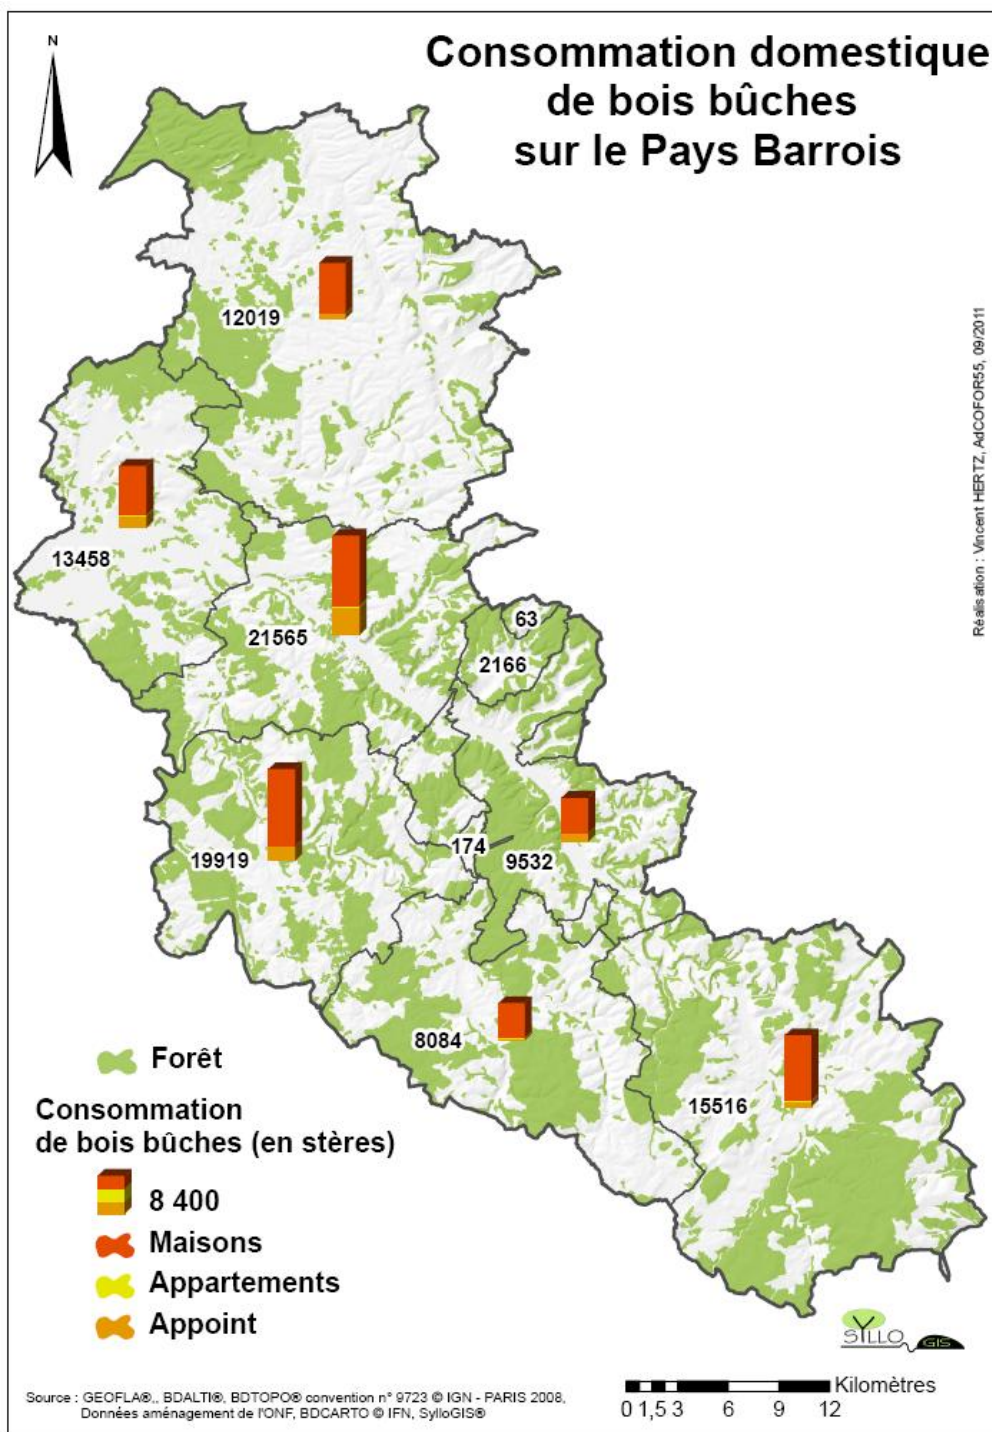 N
Consommation domestique
de bois bûches
sur le Pays Barrois
12019
13458
21565
63
2166
19919
174
9532
8084
15516
Réalisation : Vincent HERTZ, AdCOFOR55, 09/2011
Forêt
Consommation
de bois bûches (en stères)
8 400
Maisons
Appartements
Appoint
SYLLO GIS
Source : GEOFLA®,, BDALTI®, BDTOPO® convention n° 9723 © IGN - PARIS 2008,
Données aménagement de l'ONF, BDCARTO © IFN, SylloGIS®
Kilomètres
0 1,5 3 6 9 12